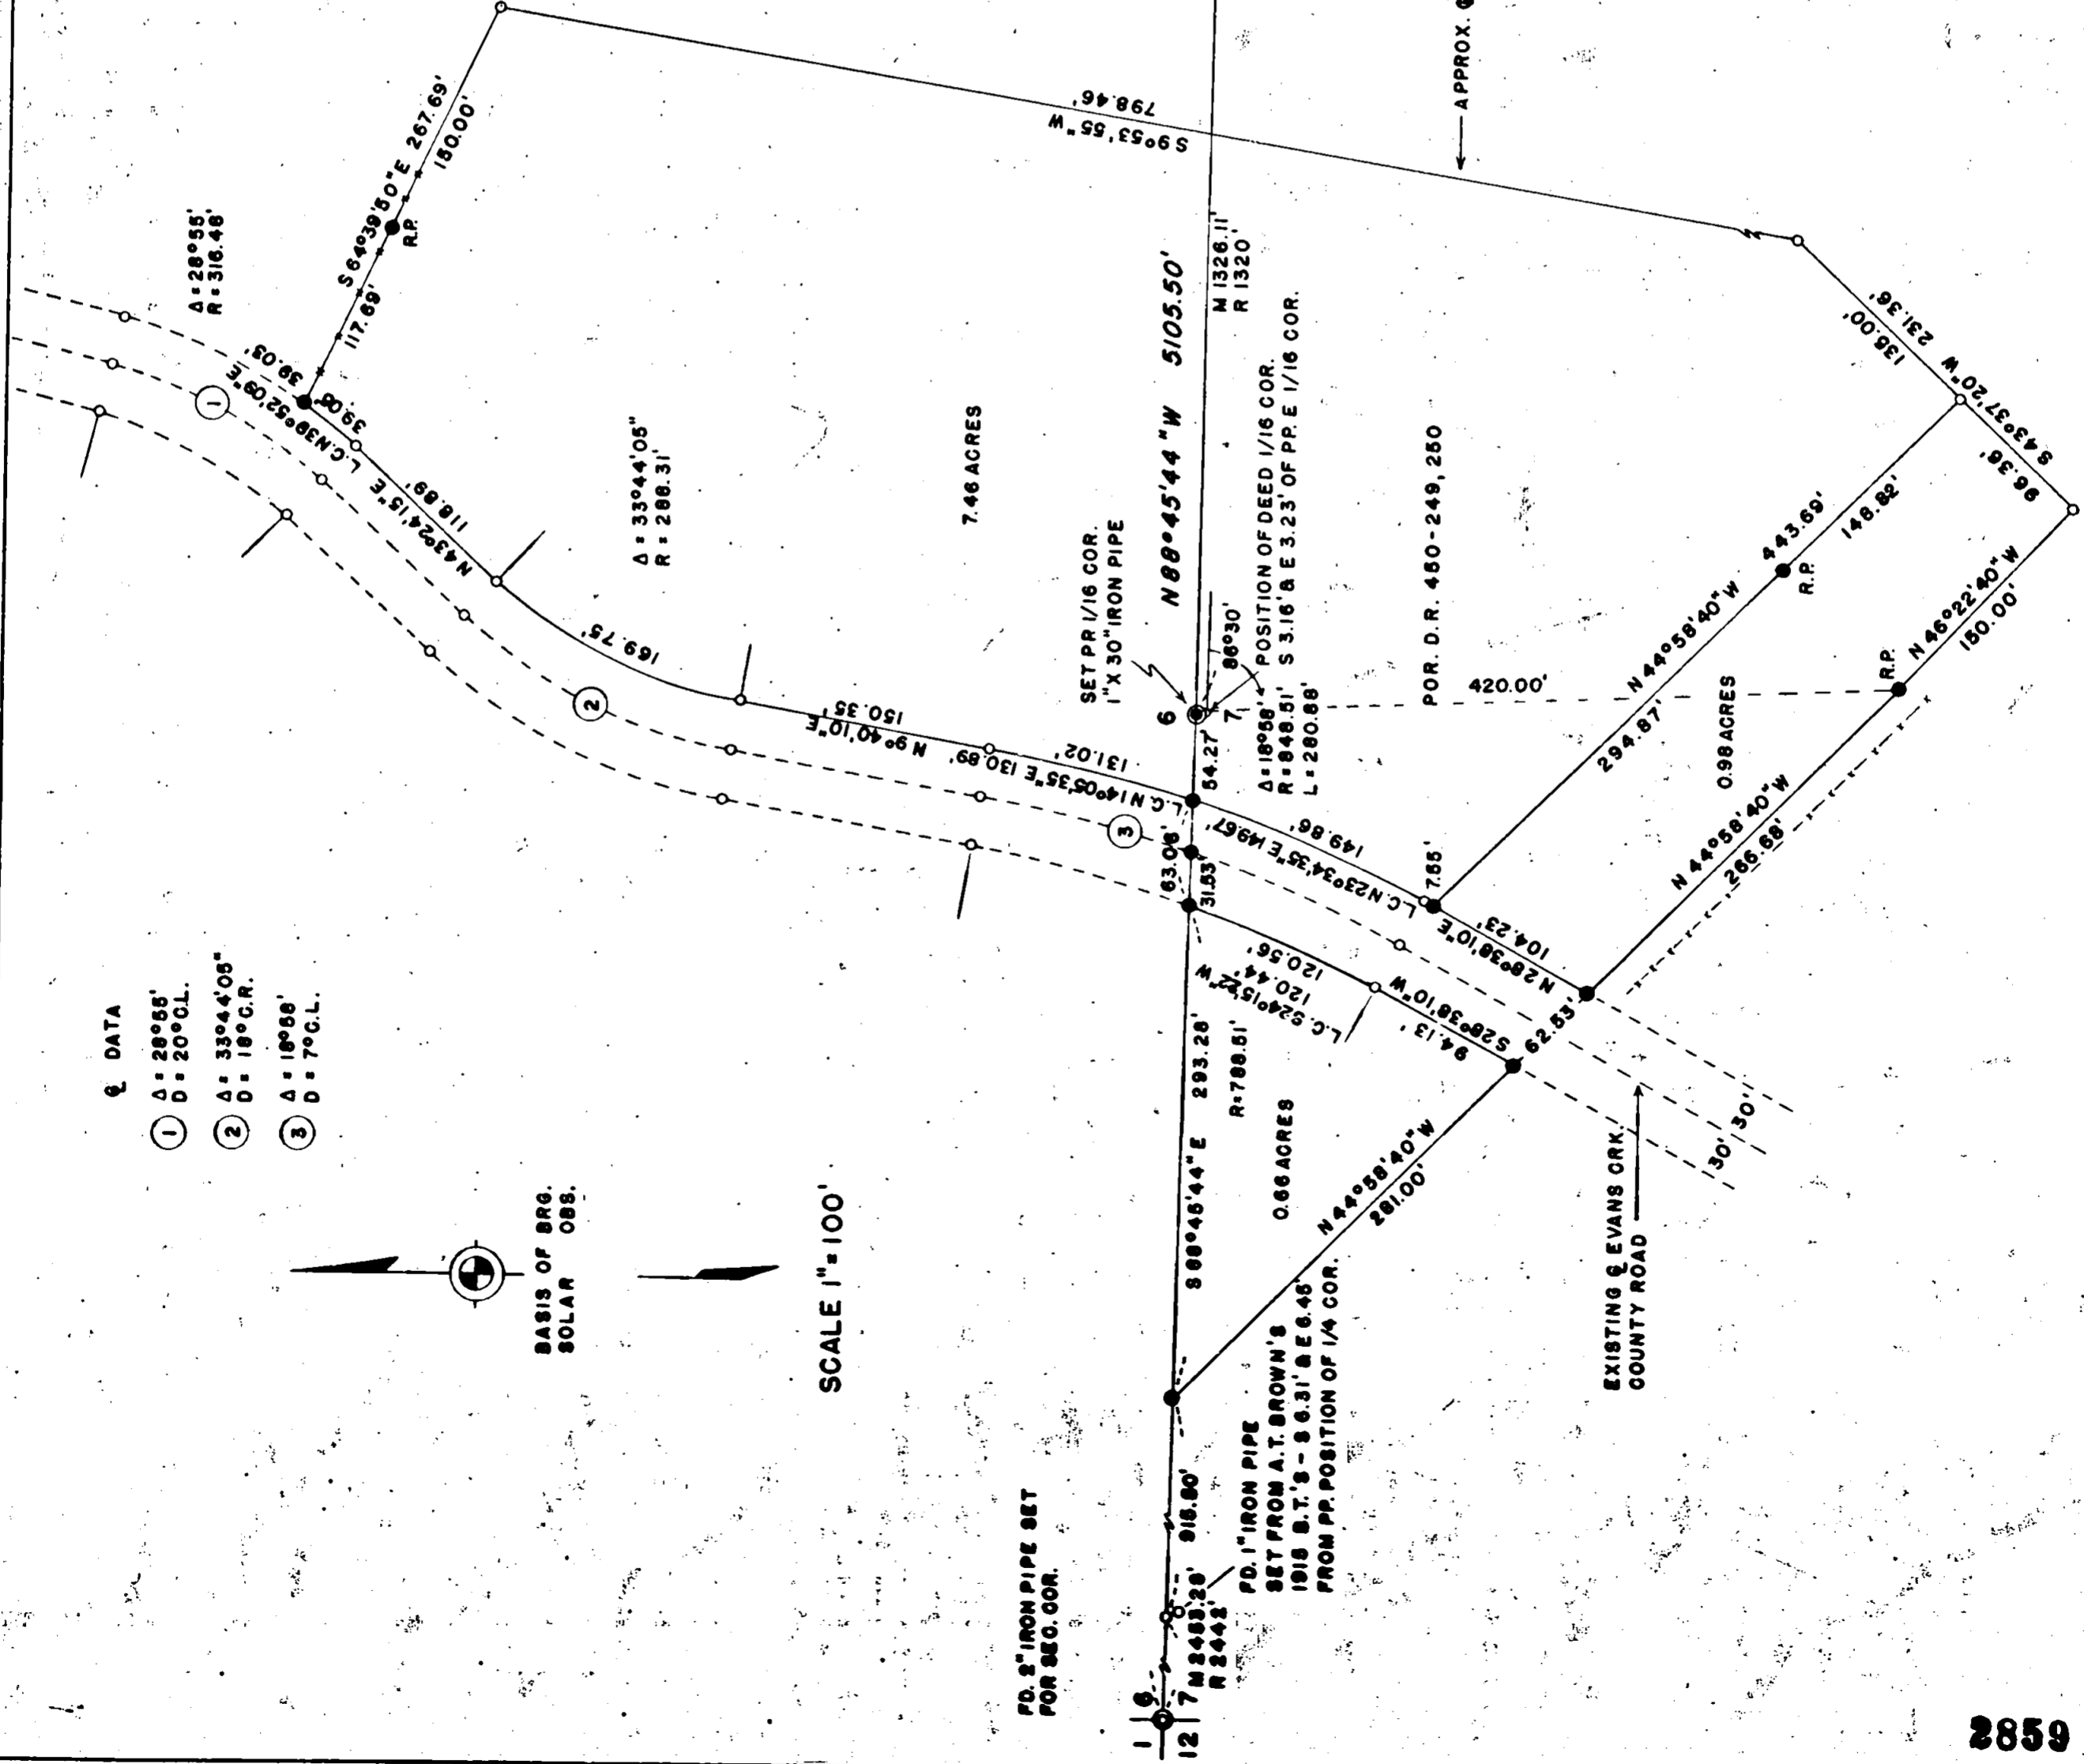 ℄ DATA
① Δ = 28°55'
D = 20° C.L.
② Δ = 33°44'05"
D = 18° C.R.
③ Δ = 18°58'
D = 7° C.L.
BASIS OF BRG.
SOLAR OBS.
SCALE 1" = 100'
Δ = 28°55'
R = 316.48'
S 64°39'50" E 267.69'
117.69'
150.00'
R.P.
39.03'
L.C. N39°52'09"E
39.05'
1
N 43°24'15" E
118.89'
Δ = 33°44'05"
R = 288.31'
169.75'
2
7.46 ACRES
150.35'
N 9°40'10"E
131.02'
L.C. N 14°05'35"E 130.89'
3
798.46'
S 9°53'55" W
SET PR 1/16 COR.
1" X 30" IRON PIPE
N88°45'44"W 5105.50'
M 1326.11'
R 1320'
6
7
86°30'
54.27'
63.06'
31.53'
POSITION OF DEED 1/16 COR.
S 3.16' & E 3.23' OF PP. E 1/16 COR.
Δ = 18°58'
R = 848.51'
L = 280.88'
APPROX.
POR. D.R. 450-249, 250
420.00'
149.86'
L.C. N23°34'35"E 149.67'
7.55'
N 28°38'10"E
104.23'
N 44°58'40" W 443.69'
294.87'
148.82'
R.P.
135.00'
S 43°37'20" W 231.36'
96.36'
0.98 ACRES
N 44°58'40" W
266.68'
R.P.
N 46°22'40" W
150.00'
S 88°45'44" E 293.28'
R=788.51'
0.66 ACRES
120.56'
120.44'
L.C. S24°15'22"W
S28°38'10"W
94.13'
62.53'
N 44°58'40" W
281.00'
30'
30'
EXISTING ℄ EVANS CRK.
COUNTY ROAD
FD. 2" IRON PIPE SET
FOR SEC. COR.
915.80'
R 2442'
FD. 1" IRON PIPE
SET FROM A.T. BROWN'S
1918 B.T.'S - S 6.31' & E 6.45'
FROM PP. POSITION OF 1/4 COR.
1
6
12
7
2859